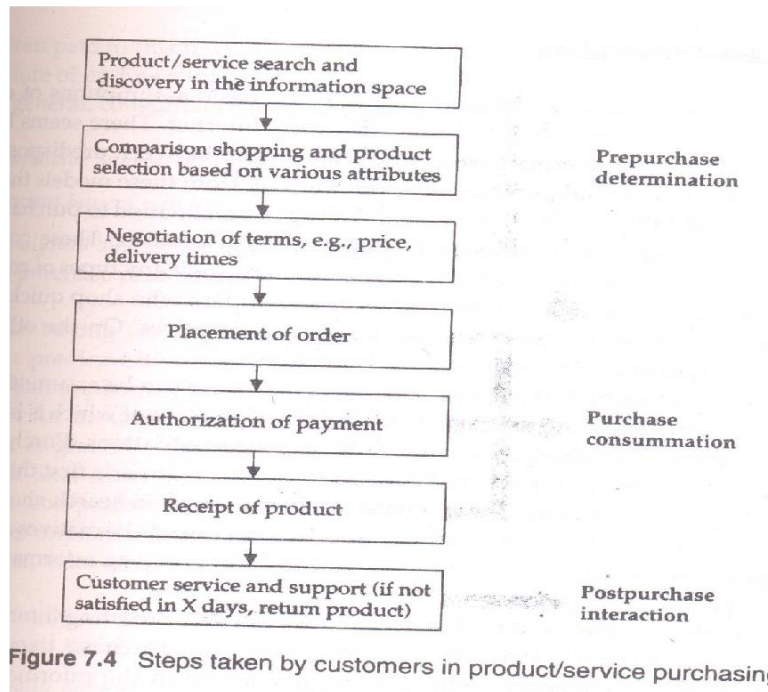 Product/service search and
discovery in the information space
Comparison shopping and product
selection based on various attributes
Prepurchase
determination
Negotiation of terms, e.g., price,
delivery times
Placement of order
Authorization of payment
Purchase
consummation
Receipt of product
Customer service and support (if not
satisfied in X days, return product)
Postpurchase
interaction
Figure 7.4 Steps taken by customers in product/service purchasing